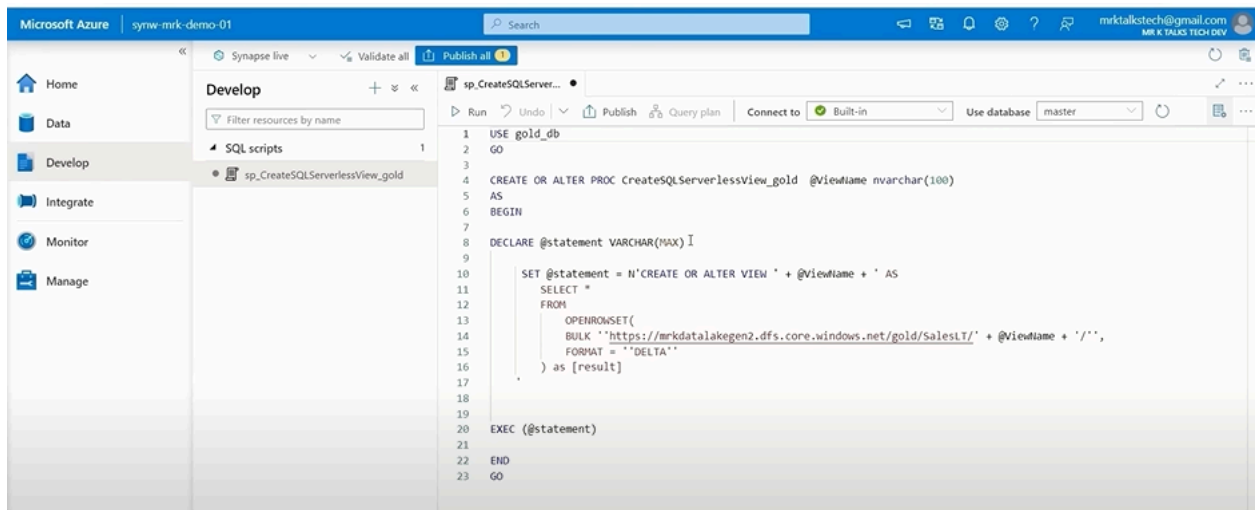 Microsoft Azure synw-mrk-demo-01 Search mrktalkstech@gmail.com
MR K TALKS TECH DEV
Synapse live Validate all Publish all 1
Home
Data
Develop
Integrate
Monitor
Manage
Develop
Filter resources by name
SQL scripts 1
sp_CreateSQLServerlessView_gold
sp_CreateSQLServer...
Run Undo Publish Query plan Connect to Built-in Use database master
1 USE gold_db
2 GO
3
4 CREATE OR ALTER PROC CreateSQLServerlessView_gold @ViewName nvarchar(100)
5 AS
6 BEGIN
7
8 DECLARE @statement VARCHAR(MAX)
9
10 SET @statement = N'CREATE OR ALTER VIEW ' + @ViewName + ' AS
11 SELECT *
12 FROM
13 OPENROWSET(
14 BULK ''https://mrkdatalakegen2.dfs.core.windows.net/gold/SalesLT/' + @ViewName + '/'',
15 FORMAT = ''DELTA''
16 ) as [result]
17 '
18
19
20 EXEC (@statement)
21
22 END
23 GO